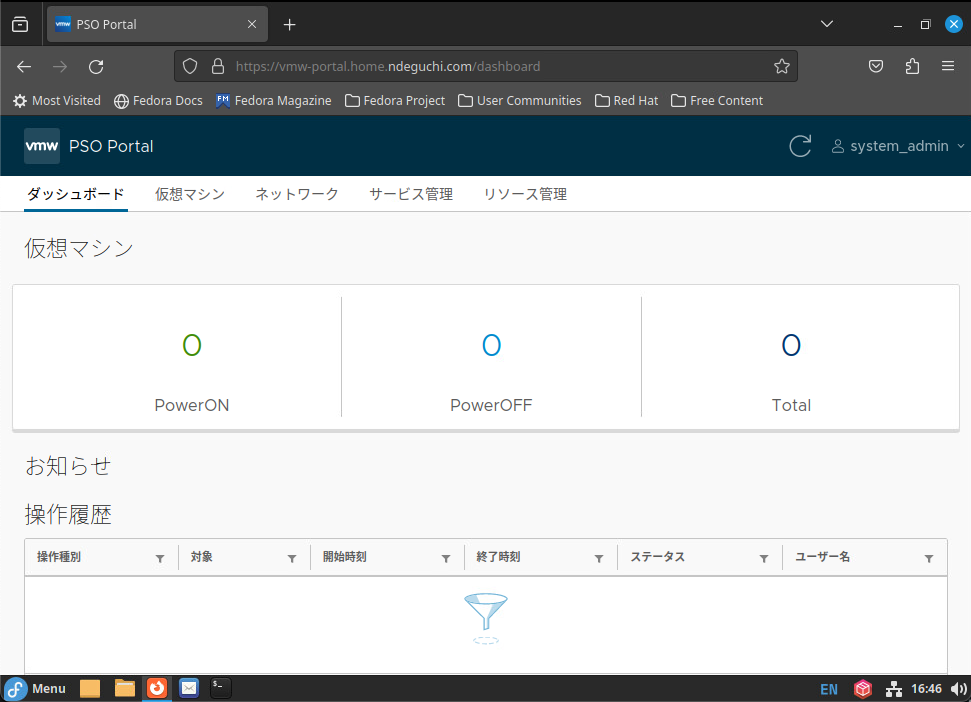 PSO Portal
https://vmw-portal.home.ndeguchi.com/dashboard
Most Visited Fedora Docs Fedora Magazine Fedora Project User Communities Red Hat Free Content
vmw PSO Portal system_admin
ダッシュボード 仮想マシン ネットワーク サービス管理 リソース管理
仮想マシン
0 0 0
PowerON PowerOFF Total
お知らせ
操作履歴
操作種別 対象 開始時刻 終了時刻 ステータス ユーザー名
Menu EN 16:46